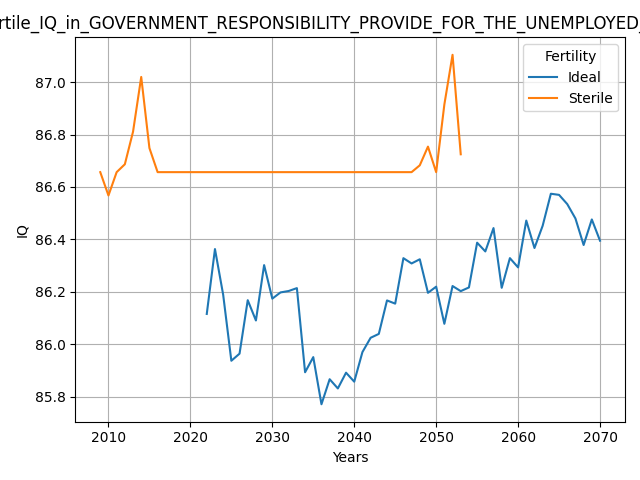 rtile_IQ_in_GOVERNMENT_RESPONSIBILITY_PROVIDE_FOR_THE_UNEMPLOYED_
Fertility
Ideal
Sterile
87.0
86.8
86.6
86.4
86.2
86.0
85.8
IQ
2010 2020 2030 2040 2050 2060 2070
Years